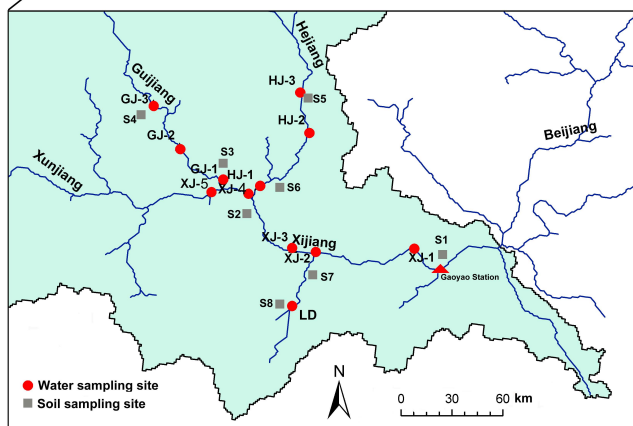 Guijiang
Hejiang
HJ-3
S5
GJ-3
S4
HJ-2
GJ-2
Beijiang
S3
Xunjiang
GJ-1
HJ-1
XJ-5
XJ-4
S6
S2
XJ-3
Xijiang
XJ-2
S1
XJ-1
Gaoyao Station
S7
S8
LD
N
Water sampling site
Soil sampling site
0 30 60 km